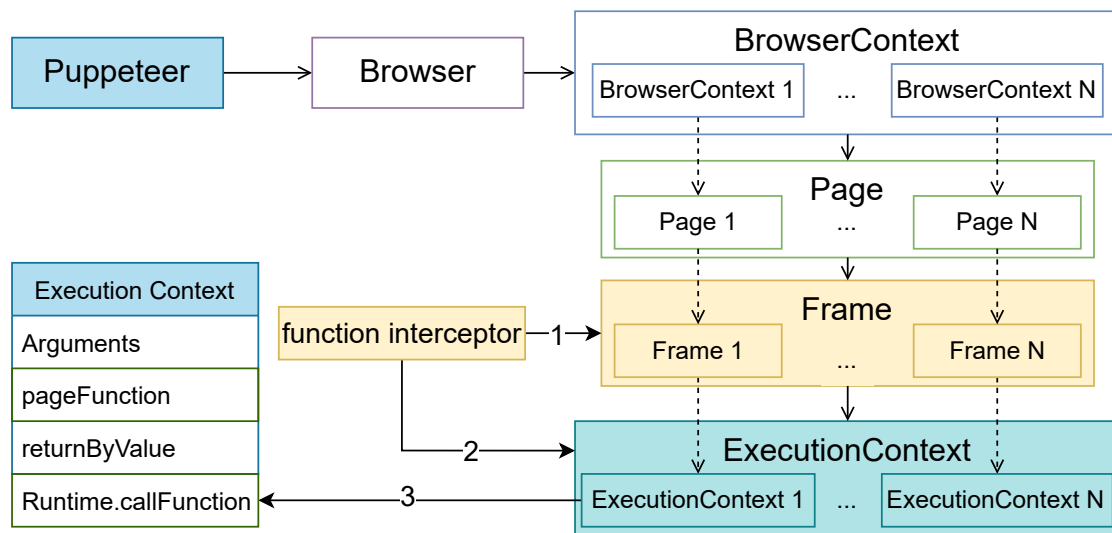 Puppeteer
Browser
BrowserContext
BrowserContext 1
...
BrowserContext N
Page
Page 1
...
Page N
Execution Context
Arguments
pageFunction
returnByValue
Runtime.callFunction
function interceptor
1
2
3
Frame
Frame 1
...
Frame N
ExecutionContext
ExecutionContext 1
...
ExecutionContext N